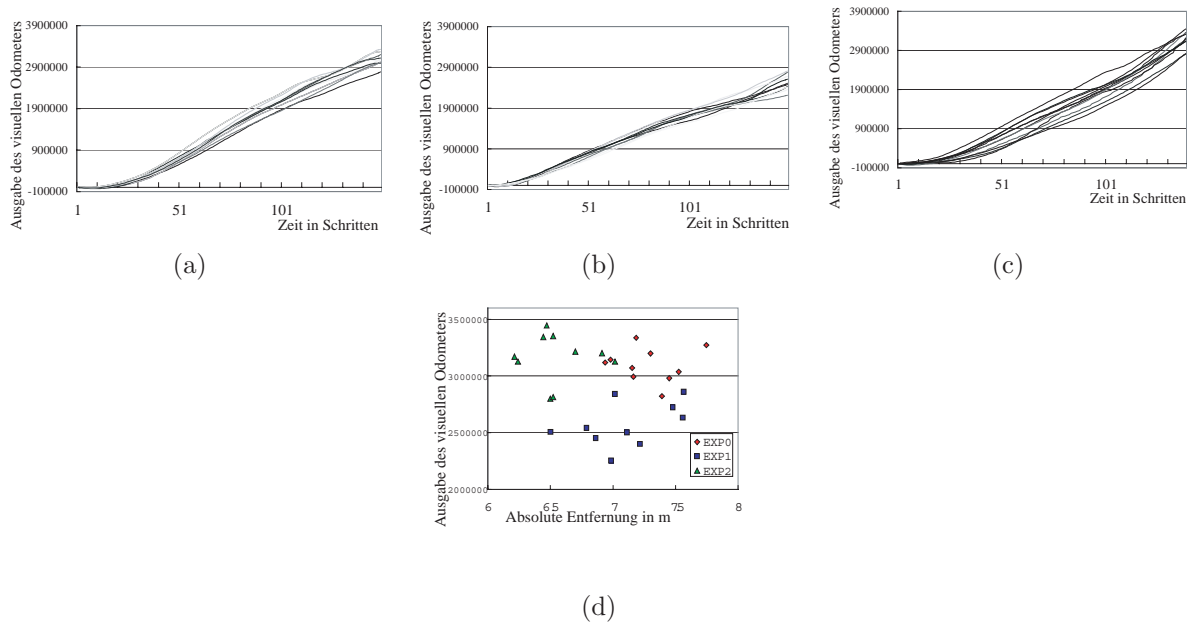 Ausgabe des visuellen Odometers
3900000
2900000
1900000
900000
-100000
1
51
101
Zeit in Schritten
(a)
Ausgabe des visuellen Odometers
3900000
2900000
1900000
900000
-100000
1
51
101
Zeit in Schritten
(b)
Ausgabe des visuellen Odometers
3900000
2900000
1900000
900000
-100000
1
51
101
Zeit in Schritten
(c)
Ausgabe des visuellen Odometers
3500000
3000000
2500000
2000000
6
6 5
7
7 5
8
EXP0
EXP1
EXP2
Absolute Entfernung in m
(d)